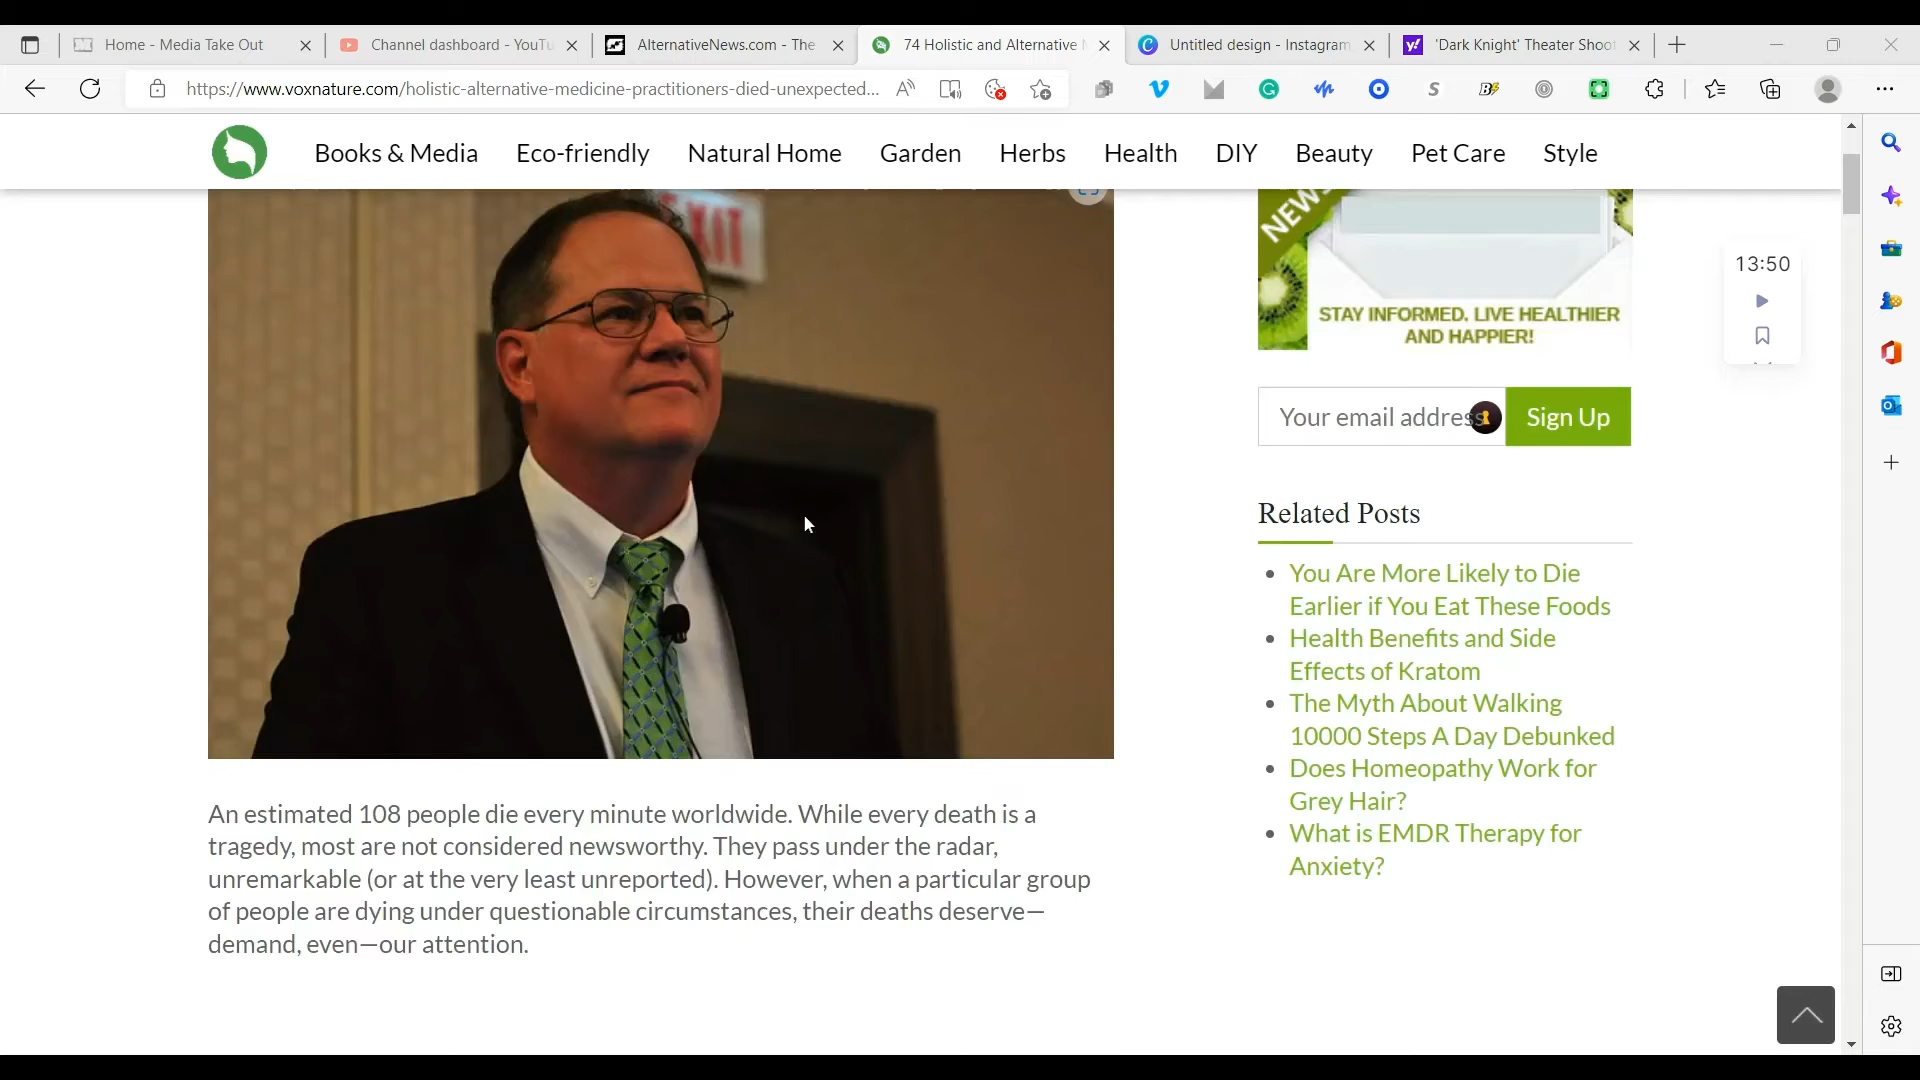 Home - Media Take Out
Channel dashboard - YouTu
AlternativeNews.com - The
74 Holistic and Alternative
Untitled design - Instagram
'Dark Knight' Theater Shoot
https://www.voxnature.com/holistic-alternative-medicine-practitioners-died-unexpected...
Books & Media
Eco-friendly
Natural Home
Garden
Herbs
Health
DIY
Beauty
Pet Care
Style
EXIT
NEWS
STAY INFORMED. LIVE HEALTHIER
AND HAPPIER!
13:50
Your email address
Sign Up
Related Posts
You Are More Likely to Die
Earlier if You Eat These Foods
Health Benefits and Side
Effects of Kratom
The Myth About Walking
10000 Steps A Day Debunked
Does Homeopathy Work for
Grey Hair?
What is EMDR Therapy for
Anxiety?
An estimated 108 people die every minute worldwide. While every death is a
tragedy, most are not considered newsworthy. They pass under the radar,
unremarkable (or at the very least unreported). However, when a particular group
of people are dying under questionable circumstances, their deaths deserve—
demand, even—our attention.